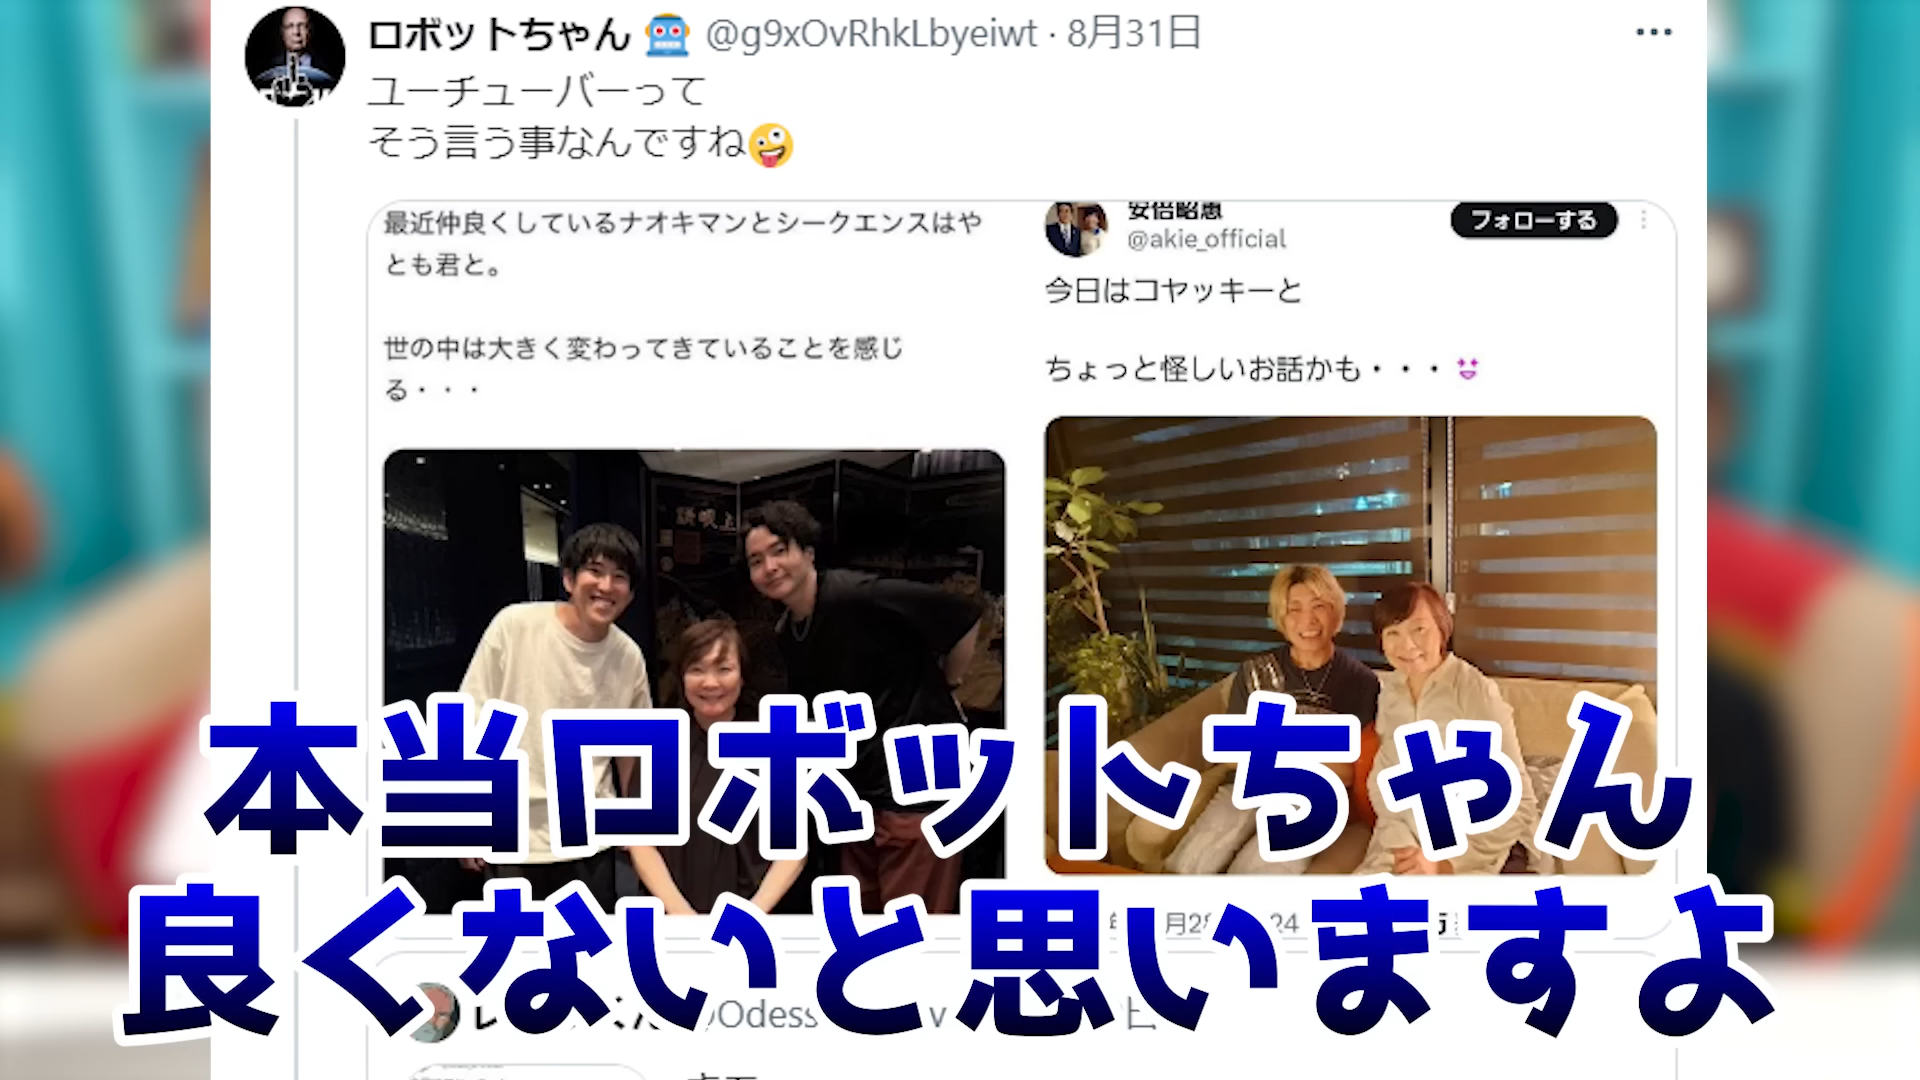 ロボットちゃん @g9xOvRhkLbyeiwt · 8月31日
ユーチューバーって
そう言う事なんですね
最近仲良くしているナオキマンとシークエンスはや
とも君と。
世の中は大きく変わってきていることを感じ
る・・・
安倍昭恵
@akie_official
フォローする
今日はコヤッキーと
ちょっと怪しいお話かも・・・
本当ロボットちゃん
良くないと思いますよ